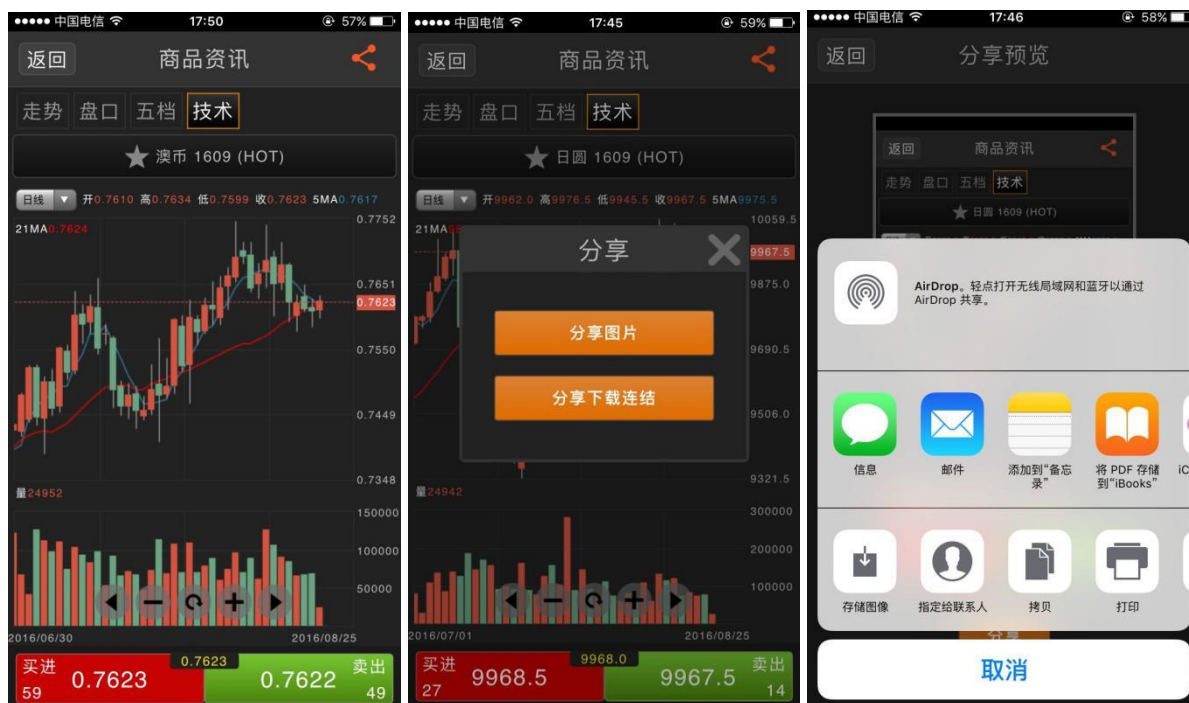 中国电信 17:50 57%
返回 商品资讯
走势 盘口 五档 技术
澳币 1609 (HOT)
日线 开0.7610 高0.7634 低0.7599 收0.7623 5MA0.7617
21MA0.7624
0.7752
0.7651
0.7623
0.7550
0.7449
0.7348
量24952
150000
100000
50000
2016/06/30 2016/08/25
买进 0.7623 卖出
59 0.7623 0.7622 49
中国电信 17:45 59%
返回 商品资讯
走势 盘口 五档 技术
日圆 1609 (HOT)
日线 开9962.0 高9976.5 低9945.5 收9967.5 5MA9975.5
10059.5
21MA
分享
9967.5
9875.0
分享图片
9690.5
分享下载连结
9506.0
9321.5
量24942
300000
200000
100000
2016/07/01 2016/08/25
买进 9968.0 卖出
27 9968.5 9967.5 14
中国电信 17:46 58%
返回 分享预览
返回 商品资讯
走势 盘口 五档 技术
日圆 1609 (HOT)
AirDrop。轻点打开无线局域网和蓝牙以通过
AirDrop 共享。
信息 邮件 添加到“备忘 将 PDF 存储 iC
录” 到“iBooks”
存储图像 指定给联系人 拷贝 打印
分享
取消